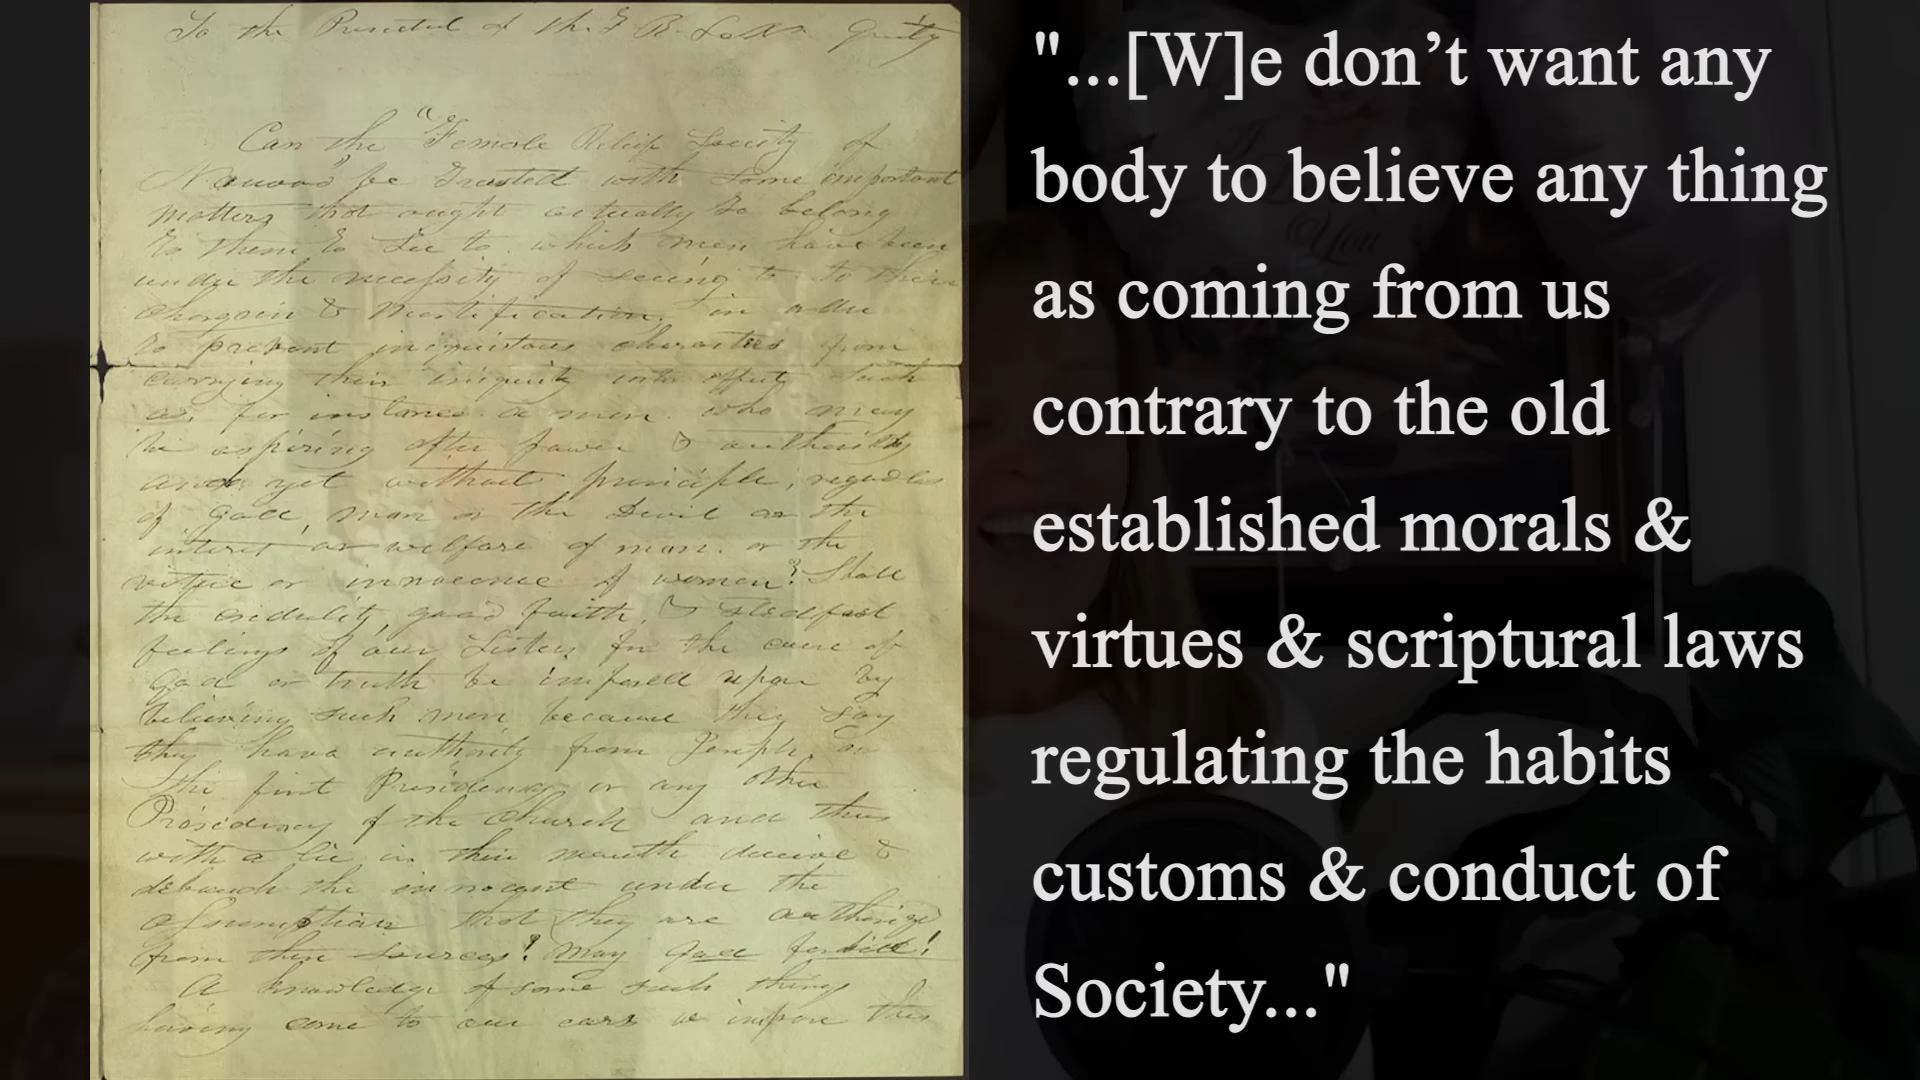 To the President of the F R. Greeting
Can the "Female Relief Society of
Nauvoo" be Trusted with some important
matters that ought actually to belong
to them to see to, which men have been
under the necessity of seeing to to their
chargrin & mortification, in order
to prevent iniquitous characters from
carrying their iniquity into effect such
as, for instance a man. who may
be aspiring after power & authority
and yet without principle, regardles
of God, man or the Devil or the
interest or welfare of man. or the
virtue or innocence of woman? Shall
the credulity, good faith, & steadfast
feelings of our Sisters for the cause of
God or truth be imposed upon by
believing such men because they say
they have authority from Joseph, or
the first Presidency or any other
Presidency of the Church and thus
with a lie in their mouth deceive &
debauch the innocent under the
assumption that they are authorized
from these sources? May God forbid!
A knowledge of some such things
having come to our ears we improve this
"...[W]e don’t want any
body to believe any thing
as coming from us
contrary to the old
established morals &
virtues & scriptural laws
regulating the habits
customs & conduct of
Society..."
I
You